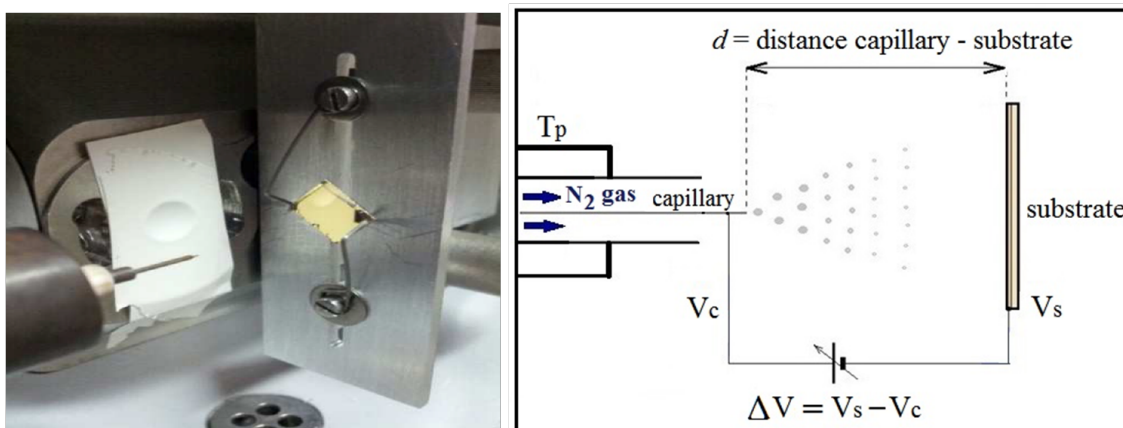 d = distance capillary - substrate
Tp
N2 gas
capillary
substrate
Vc
Vs
ΔV = Vs – Vc